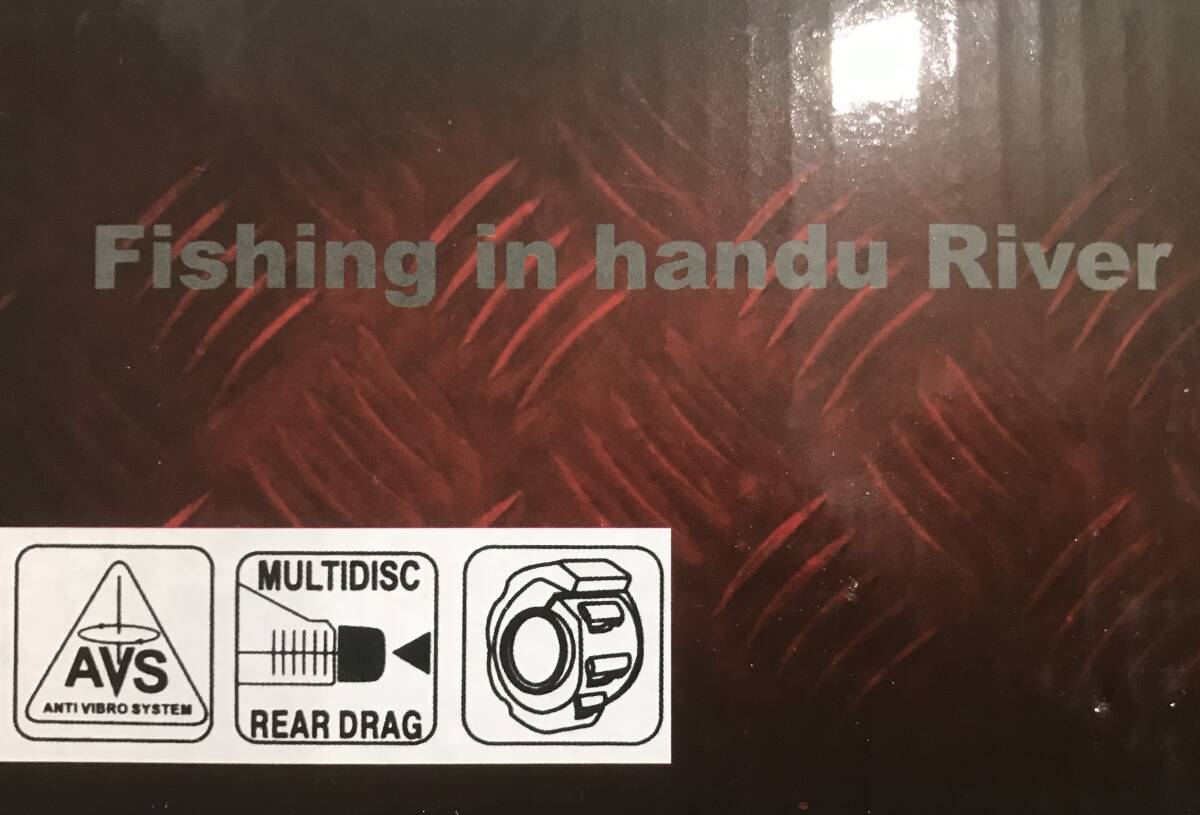 Fishing in handu River
AVS
ANTI VIBRO SYSTEM
MULTIDISC
REAR DRAG